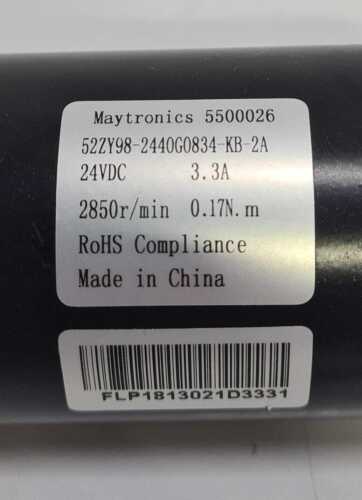 Maytronics 5500026
52ZY98-2440G0834-KB-2A
24VDC 3.3A
2850r/min 0.17N.m
RoHS Compliance
Made in China
FLP1813021D3331